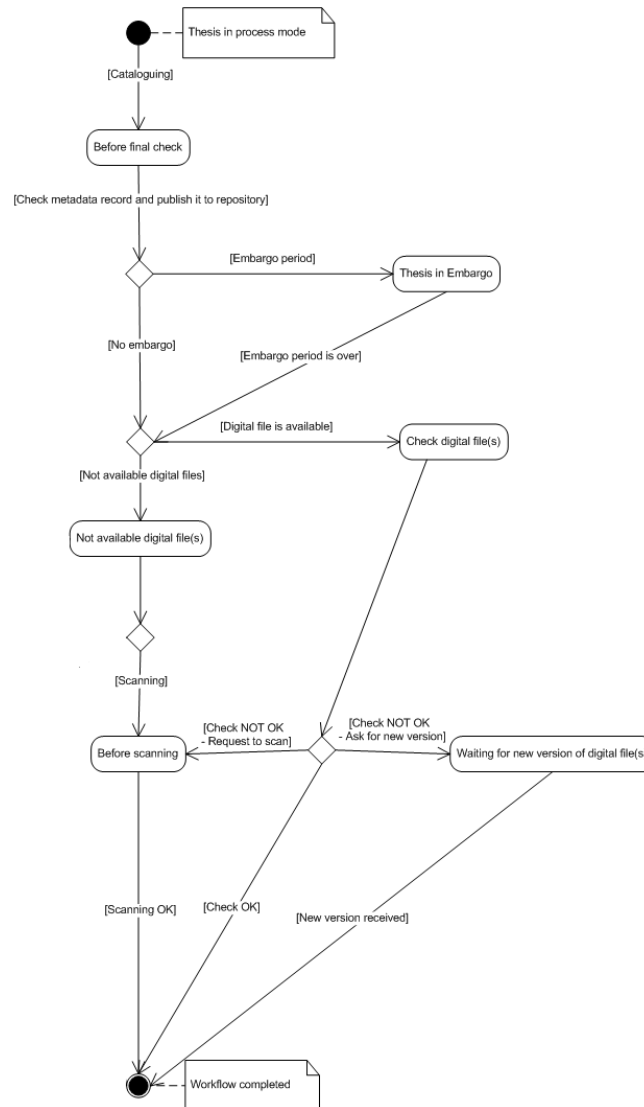 Thesis in process mode
[Cataloguing]
Before final check
[Check metadata record and publish it to repository]
[Embargo period]
Thesis in Embargo
[No embargo]
[Embargo period is over]
[Digital file is available]
Check digital file(s)
[Not available digital files]
Not available digital file(s)
[Scanning]
[Check NOT OK
- Request to scan]
[Check NOT OK
- Ask for new version]
Before scanning
Waiting for new version of digital file(s
[Scanning OK]
[Check OK]
[New version received]
Workflow completed